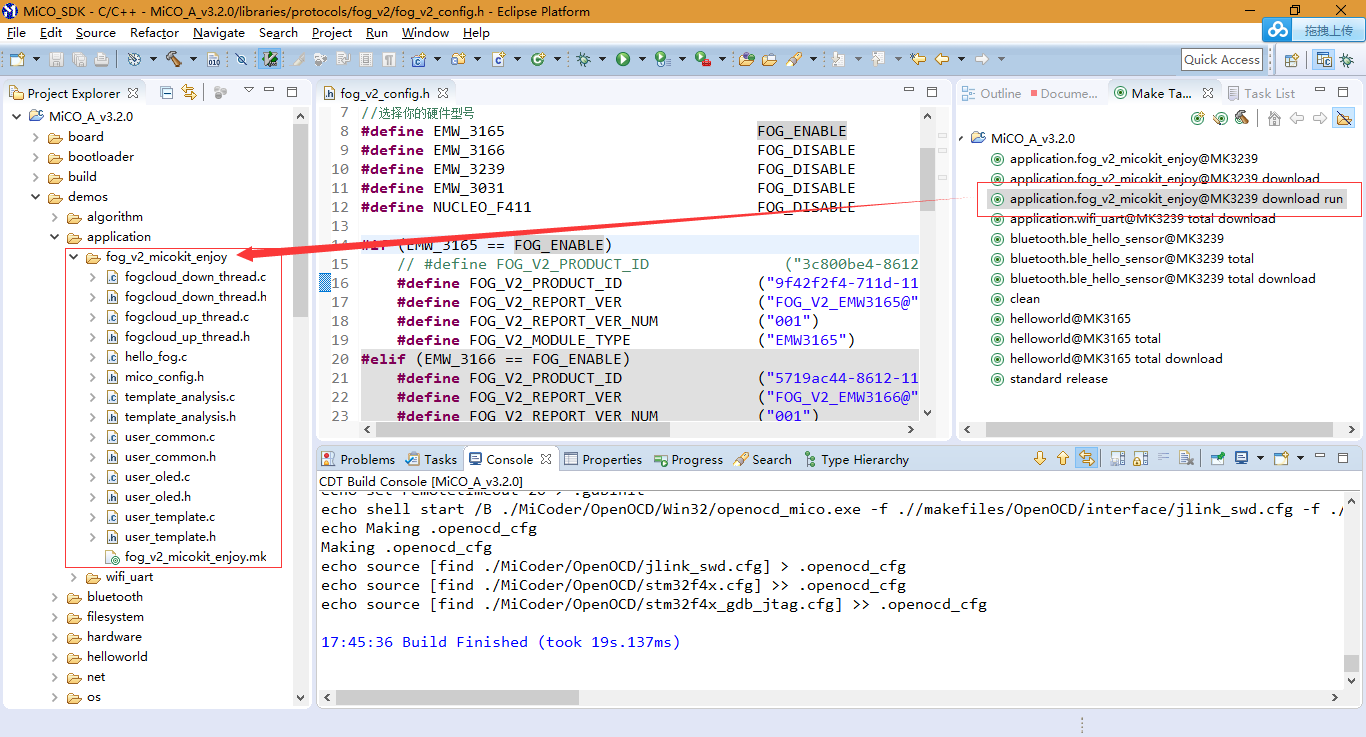 MiCO_SDK - C/C++ - MiCO_A_v3.2.0/libraries/protocols/fog_v2/fog_v2_config.h - Eclipse Platform
File Edit Source Refactor Navigate Search Project Run Window Help
拖拽上传
Quick Access
Project Explorer
MiCO_A_v3.2.0
board
bootloader
build
demos
algorithm
application
fog_v2_micokit_enjoy
fogcloud_down_thread.c
fogcloud_down_thread.h
fogcloud_up_thread.c
fogcloud_up_thread.h
hello_fog.c
mico_config.h
template_analysis.c
template_analysis.h
user_common.c
user_common.h
user_oled.c
user_oled.h
user_template.c
user_template.h
fog_v2_micokit_enjoy.mk
wifi_uart
bluetooth
filesystem
hardware
helloworld
net
os
fog_v2_config.h
7 //选择你的硬件型号
8 #define EMW_3165 FOG_ENABLE
9 #define EMW_3166 FOG_DISABLE
10 #define EMW_3239 FOG_DISABLE
11 #define EMW_3031 FOG_DISABLE
12 #define NUCLEO_F411 FOG_DISABLE
13
14 #if (EMW_3165 == FOG_ENABLE)
15 // #define FOG_V2_PRODUCT_ID ("3c800be4-8612
16 #define FOG_V2_PRODUCT_ID ("9f42f2f4-711d-11
17 #define FOG_V2_REPORT_VER ("FOG_V2_EMW3165@"
18 #define FOG_V2_REPORT_VER_NUM ("001")
19 #define FOG_V2_MODULE_TYPE ("EMW3165")
20 #elif (EMW_3166 == FOG_ENABLE)
21 #define FOG_V2_PRODUCT_ID ("5719ac44-8612-11
22 #define FOG_V2_REPORT_VER ("FOG_V2_EMW3166@"
23 #define FOG_V2_REPORT_VER_NUM ("001")
Outline Docume... Make Ta... Task List
MiCO_A_v3.2.0
application.fog_v2_micokit_enjoy@MK3239
application.fog_v2_micokit_enjoy@MK3239 download
application.fog_v2_micokit_enjoy@MK3239 download run
application.wifi_uart@MK3239 total download
bluetooth.ble_hello_sensor@MK3239
bluetooth.ble_hello_sensor@MK3239 total
bluetooth.ble_hello_sensor@MK3239 total download
clean
helloworld@MK3165
helloworld@MK3165 total
helloworld@MK3165 total download
standard release
Problems Tasks Console Properties Progress Search Type Hierarchy
CDT Build Console [MiCO_A_v3.2.0]
echo set remotetimeout 20 > .gdbinit
echo shell start /B ./MiCoder/OpenOCD/Win32/openocd_mico.exe -f .//makefiles/OpenOCD/interface/jlink_swd.cfg -f ./
echo Making .openocd_cfg
Making .openocd_cfg
echo source [find ./MiCoder/OpenOCD/jlink_swd.cfg] > .openocd_cfg
echo source [find ./MiCoder/OpenOCD/stm32f4x.cfg] >> .openocd_cfg
echo source [find ./MiCoder/OpenOCD/stm32f4x_gdb_jtag.cfg] >> .openocd_cfg
17:45:36 Build Finished (took 19s.137ms)